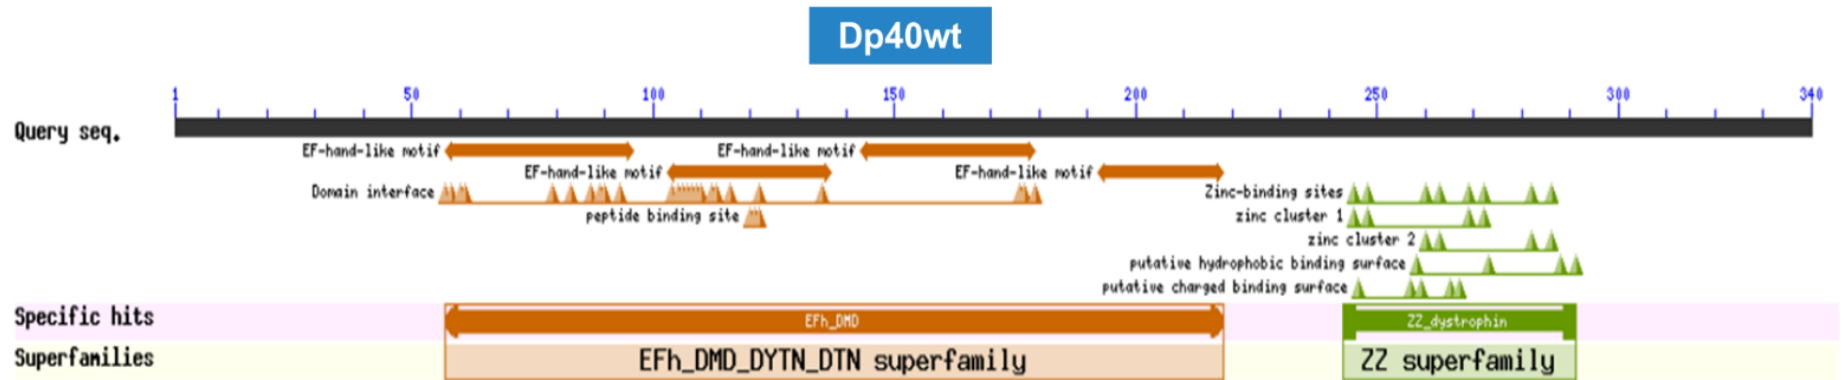 Dp40wt
1 50 100 150 200 250 300 340
Query seq.
EF-hand-like motif EF-hand-like motif
EF-hand-like motif EF-hand-like motif
Domain interface Zinc-binding sites
peptide binding site zinc cluster 1
zinc cluster 2
putative hydrophobic binding surface
putative charged binding surface
Specific hits EFh_DMD ZZ_dystrophin
Superfamilies EFh_DMD_DYTN_DTN superfamily ZZ superfamily